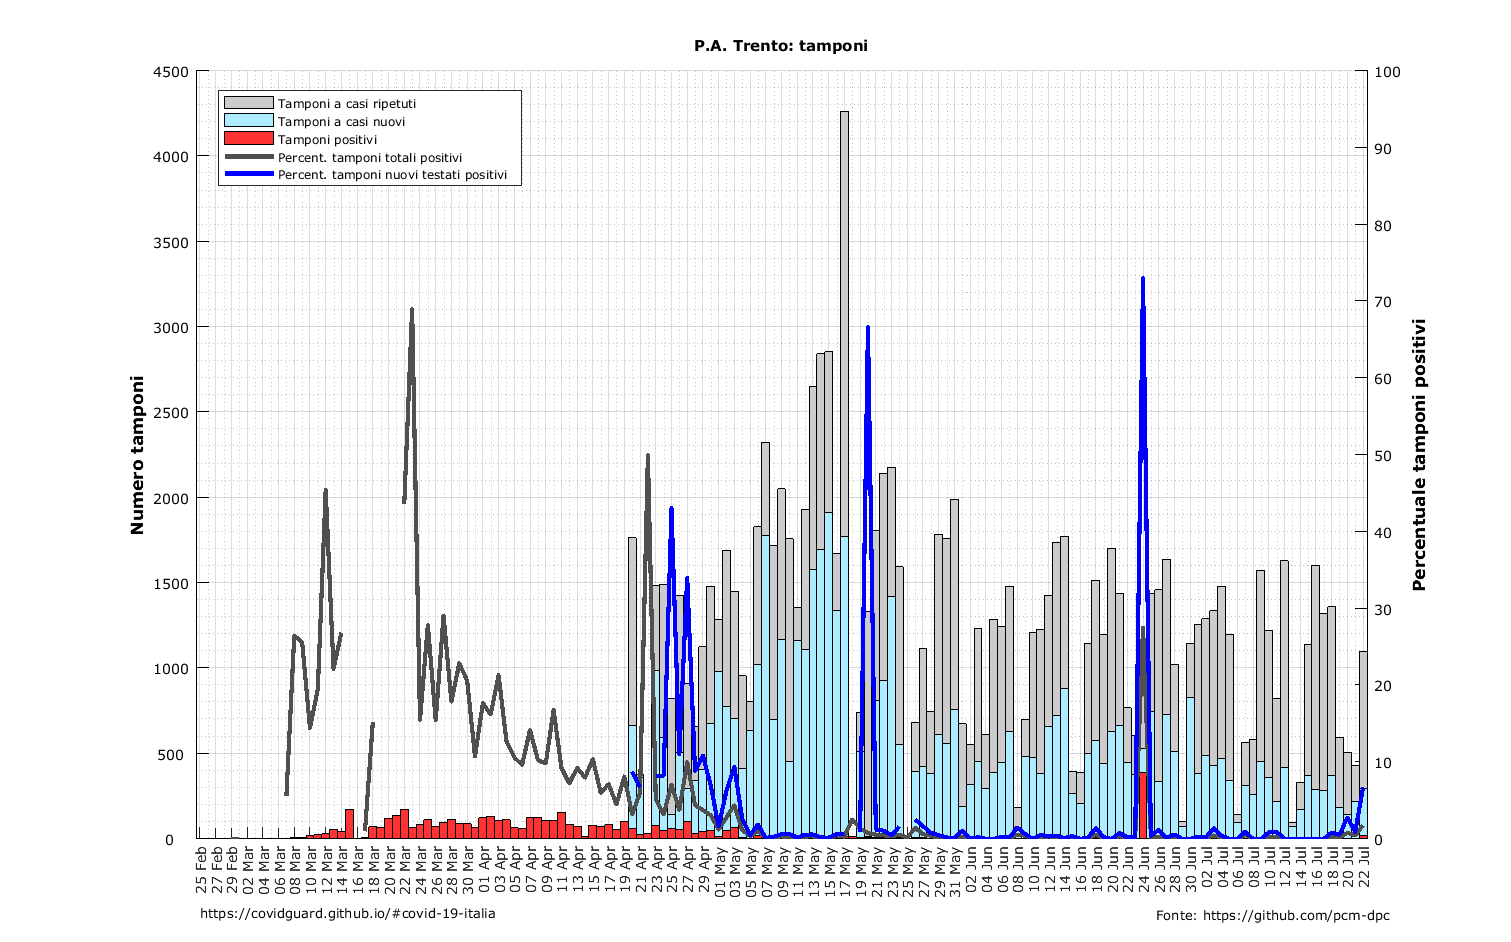 P.A. Trento: tamponi
4500
4000
3500
3000
2500
2000
1500
1000
500
0
Numero tamponi
Tamponi a casi ripetuti
Tamponi a casi nuovi
Tamponi positivi
Percent. tamponi totali positivi
Percent. tamponi nuovi testati positivi
100
90
80
70
60
50
40
30
20
10
0
Percentuale tamponi positivi
25 Feb
27 Feb
29 Feb
02 Mar
04 Mar
06 Mar
08 Mar
10 Mar
12 Mar
14 Mar
16 Mar
18 Mar
20 Mar
22 Mar
24 Mar
26 Mar
28 Mar
30 Mar
01 Apr
03 Apr
05 Apr
07 Apr
09 Apr
11 Apr
13 Apr
15 Apr
17 Apr
19 Apr
21 Apr
23 Apr
25 Apr
27 Apr
29 Apr
01 May
03 May
05 May
07 May
09 May
11 May
13 May
15 May
17 May
19 May
21 May
23 May
25 May
27 May
29 May
31 May
02 Jun
04 Jun
06 Jun
08 Jun
10 Jun
12 Jun
14 Jun
16 Jun
18 Jun
20 Jun
22 Jun
24 Jun
26 Jun
28 Jun
30 Jun
02 Jul
04 Jul
06 Jul
08 Jul
10 Jul
12 Jul
14 Jul
16 Jul
18 Jul
20 Jul
22 Jul
https://covidguard.github.io/#covid-19-italia
Fonte: https://github.com/pcm-dpc